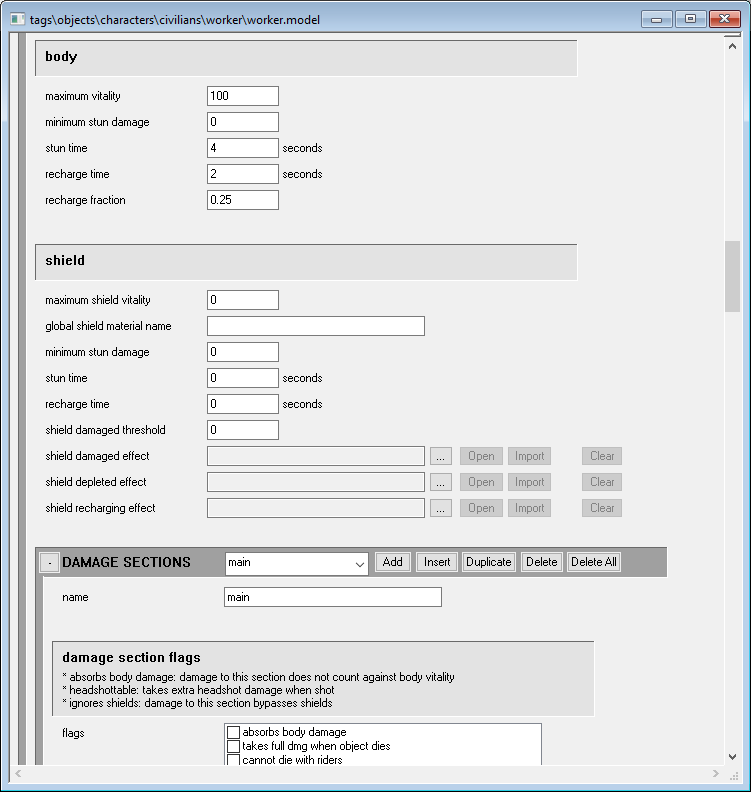 tags\objects\characters\civilians\worker\worker.model
body
maximum vitality 100
minimum stun damage 0
stun time 4 seconds
recharge time 2 seconds
recharge fraction 0.25
shield
maximum shield vitality 0
global shield material name
minimum stun damage 0
stun time 0 seconds
recharge time 0 seconds
shield damaged threshold 0
shield damaged effect ... Open Import Clear
shield depleted effect ... Open Import Clear
shield recharging effect ... Open Import Clear
- DAMAGE SECTIONS main Add Insert Duplicate Delete Delete All
name main
damage section flags
* absorbs body damage: damage to this section does not count against body vitality
* headshottable: takes extra headshot damage when shot
* ignores shields: damage to this section bypasses shields
flags absorbs body damage
takes full dmg when object dies
cannot die with riders